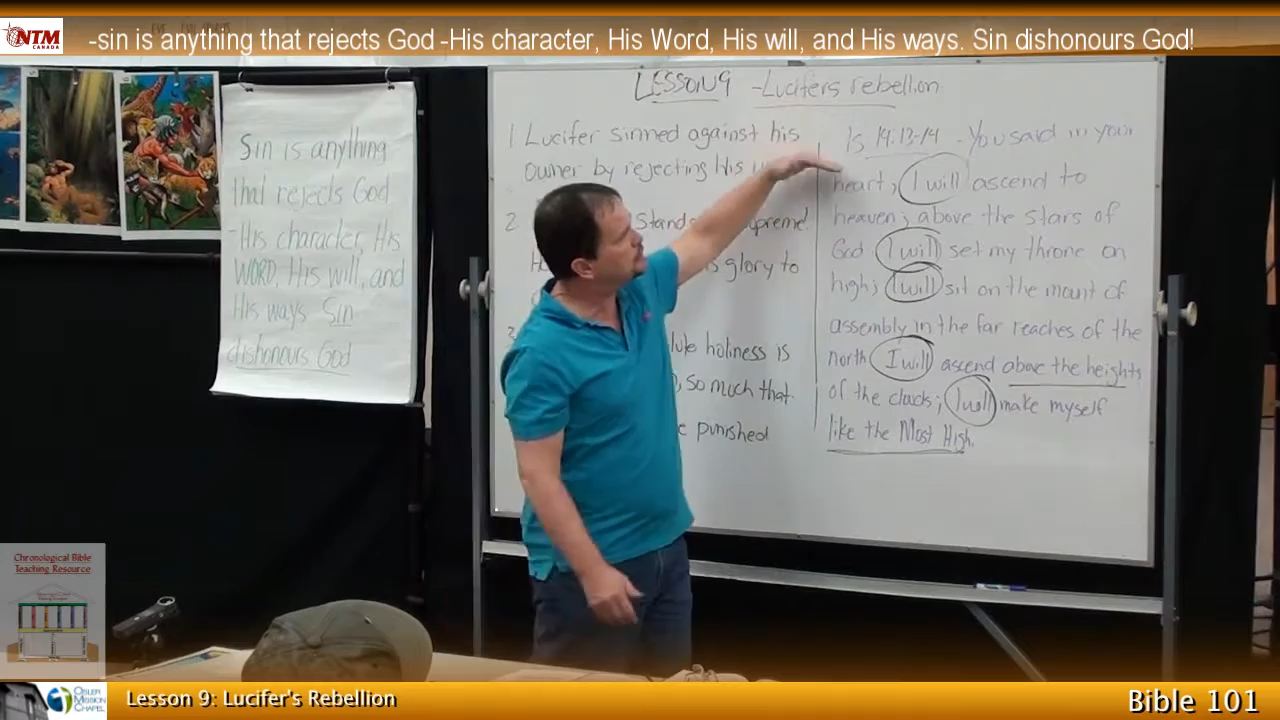 NTM
CANADA
-sin is anything that rejects God -His character, His Word, His will, and His ways. Sin dishonours God!
Sin is anything
that rejects God
-His character, His
WORD, His will, and
His ways Sin
dishonours God
LESSON 9 -Lucifers rebellion
1 Lucifer sinned against his
owner by rejecting His
2 Supreme
glory to
3
holiness is
so much that
punished
Is 14:13-14 -You said in your
heart; I will ascend to
heaven; above the stars of
God I will set my throne on
high; I will sit on the mount of
assembly in the far reaches of the
north I will ascend above the heights
of the clouds; I will make myself
like the Most High.
Chronological Bible
Teaching Resource
OSLER
MISSION
CHAPEL
Lesson 9: Lucifer's Rebellion
Bible 101